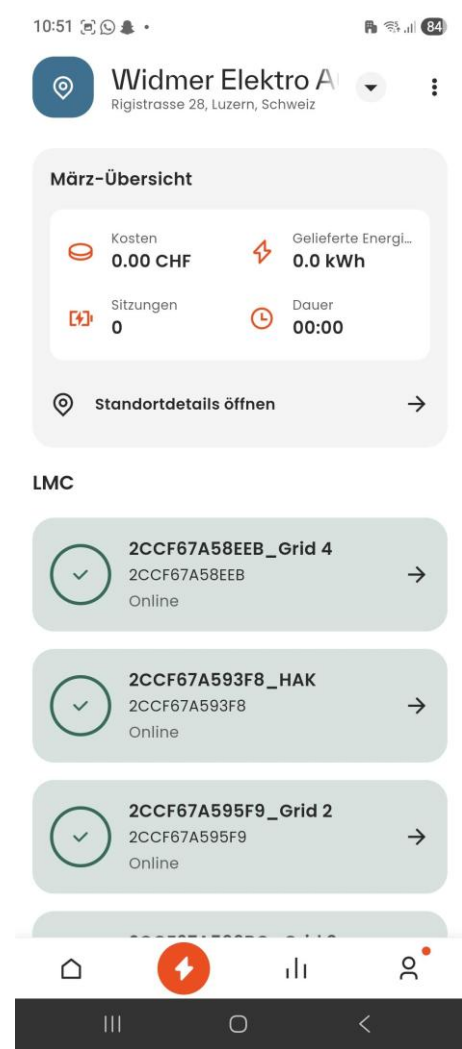 10:51
84
Widmer Elektro A
Rigistrasse 28, Luzern, Schweiz
März-Übersicht
Kosten
0.00 CHF
Gelieferte Energi...
0.0 kWh
Sitzungen
0
Dauer
00:00
Standortdetails öffnen
LMC
2CCF67A58EEB_Grid 4
2CCF67A58EEB
Online
2CCF67A593F8_HAK
2CCF67A593F8
Online
2CCF67A595F9_Grid 2
2CCF67A595F9
Online